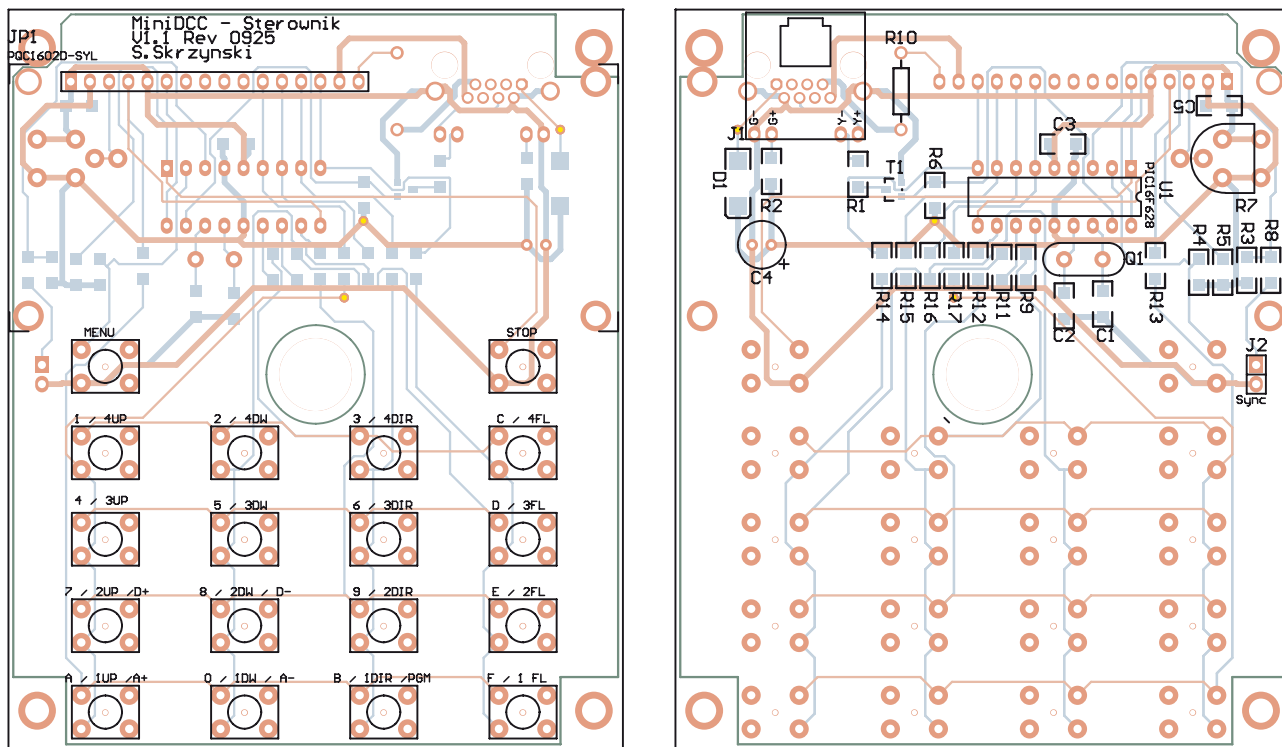 MiniDCC - Sterownik
V1.1 Rev 0925
S.Skrzynski
JP1
PQC1602D-SYL
MENU
STOP
1 / 4UP
2 / 4DW
3 / 4DIR
C / 4FL
4 / 3UP
5 / 3DW
6 / 3DIR
D / 3FL
7 / 2UP /D+
8 / 2DW / D-
9 / 2DIR
E / 2FL
A / 1UP /A+
0 / 1DW / A-
B / 1DIR /PGM
F / 1 FL
R10
C5
G-
G+
Y-
Y+
J1
C3
D1
R2
R1
T1
R6
PIC16F628
U1
R7
C4
+
Q1
R4
R5
R3
R8
R14
R15
R16
R17
R12
R11
R9
C2
C1
R13
J2
Sync